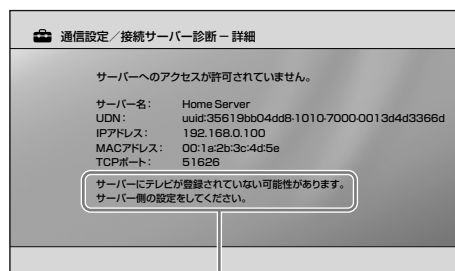 通信設定／接続サーバー診断－詳細
サーバーへのアクセスが許可されていません。
サーバー名： Home Server
UDN： uuid:35619bb04dd8-1010-7000-0013d4d3366d
IPアドレス： 192.168.0.100
MACアドレス： 00:1a:2b:3c:4d:5e
TCPポート： 51626
サーバーにテレビが登録されていない可能性があります。
サーバー側の設定をしてください。